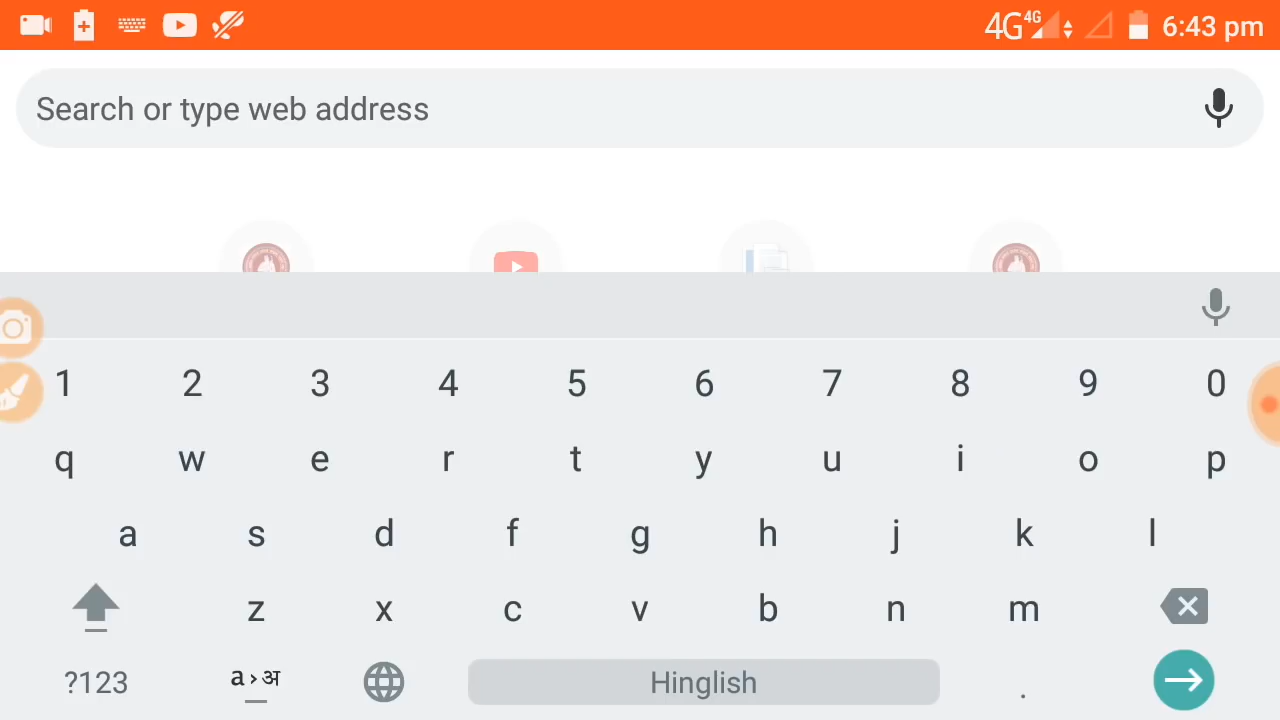 4G 4G 6:43 pm
Search or type web address
1 2 3 4 5 6 7 8 9 0
q w e r t y u i o p
a s d f g h j k l
z x c v b n m
?123 a›अ Hinglish .